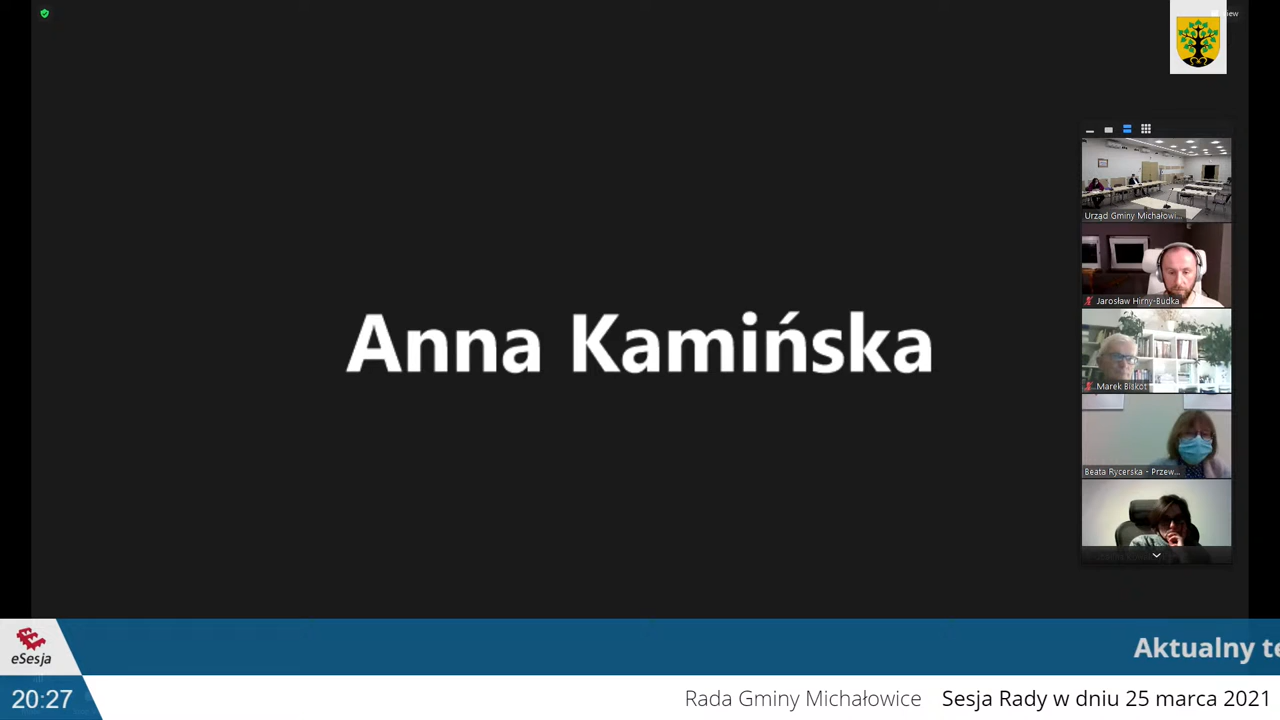 View
Urząd Gminy Michałowi...
Jarosław Hirny-Budka
Marek Biskot
Beata Rycerska - Przew...
Anna Kamińska
Aktualny te
eSesja
20:27
Rada Gminy Michałowice Sesja Rady w dniu 25 marca 2021